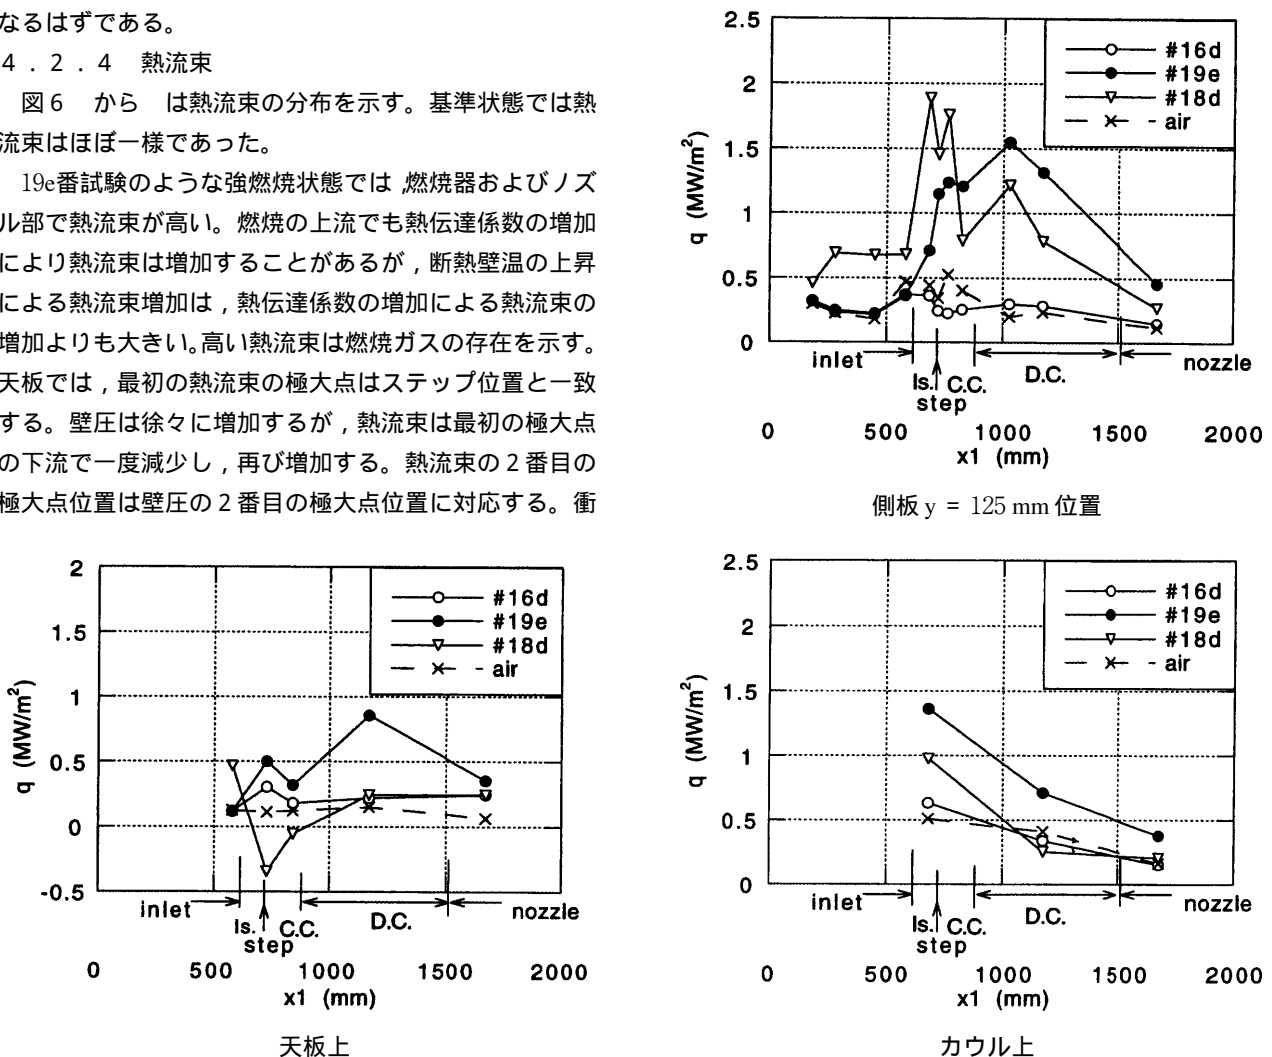 なるはずである。
4．2．4　熱流束
図6　から　は熱流束の分布を示す。基準状態では熱
流束はほぼ一様であった。
19e番試験のような強燃焼状態では,燃焼器およびノズ
ル部で熱流束が高い。燃焼の上流でも熱伝達係数の増加
により熱流束は増加することがあるが，断熱壁温の上昇
による熱流束増加は，熱伝達係数の増加による熱流束の
増加よりも大きい。高い熱流束は燃焼ガスの存在を示す。
天板では，最初の熱流束の極大点はステップ位置と一致
する。壁圧は徐々に増加するが，熱流束は最初の極大点
の下流で一度減少し，再び増加する。熱流束の2番目の
極大点位置は壁圧の2番目の極大点位置に対応する。衝
2
1.5
1
0.5
0
-0.5
q (MW/m²)
#16d
#19e
#18d
air
inlet
Is.
C.C.
D.C.
nozzle
step
0 500 1000 1500 2000
x1 (mm)
天板上
2.5
2
1.5
1
0.5
0
q (MW/m²)
#16d
#19e
#18d
air
inlet
Is.
C.C.
D.C.
nozzle
step
0 500 1000 1500 2000
x1 (mm)
側板 y = 125 mm 位置
2.5
2
1.5
1
0.5
0
q (MW/m²)
#16d
#19e
#18d
air
inlet
Is.
C.C.
D.C.
nozzle
step
0 500 1000 1500 2000
x1 (mm)
カウル上